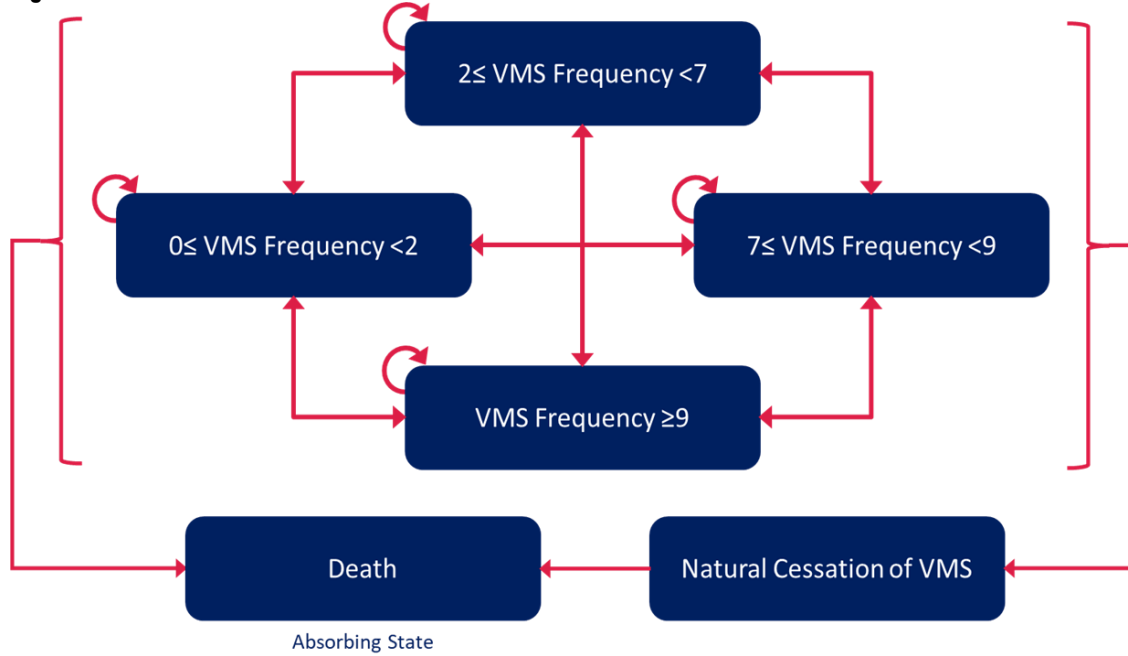 2≤ VMS Frequency <7
0≤ VMS Frequency <2
7≤ VMS Frequency <9
VMS Frequency ≥9
Death
Natural Cessation of VMS
Absorbing State